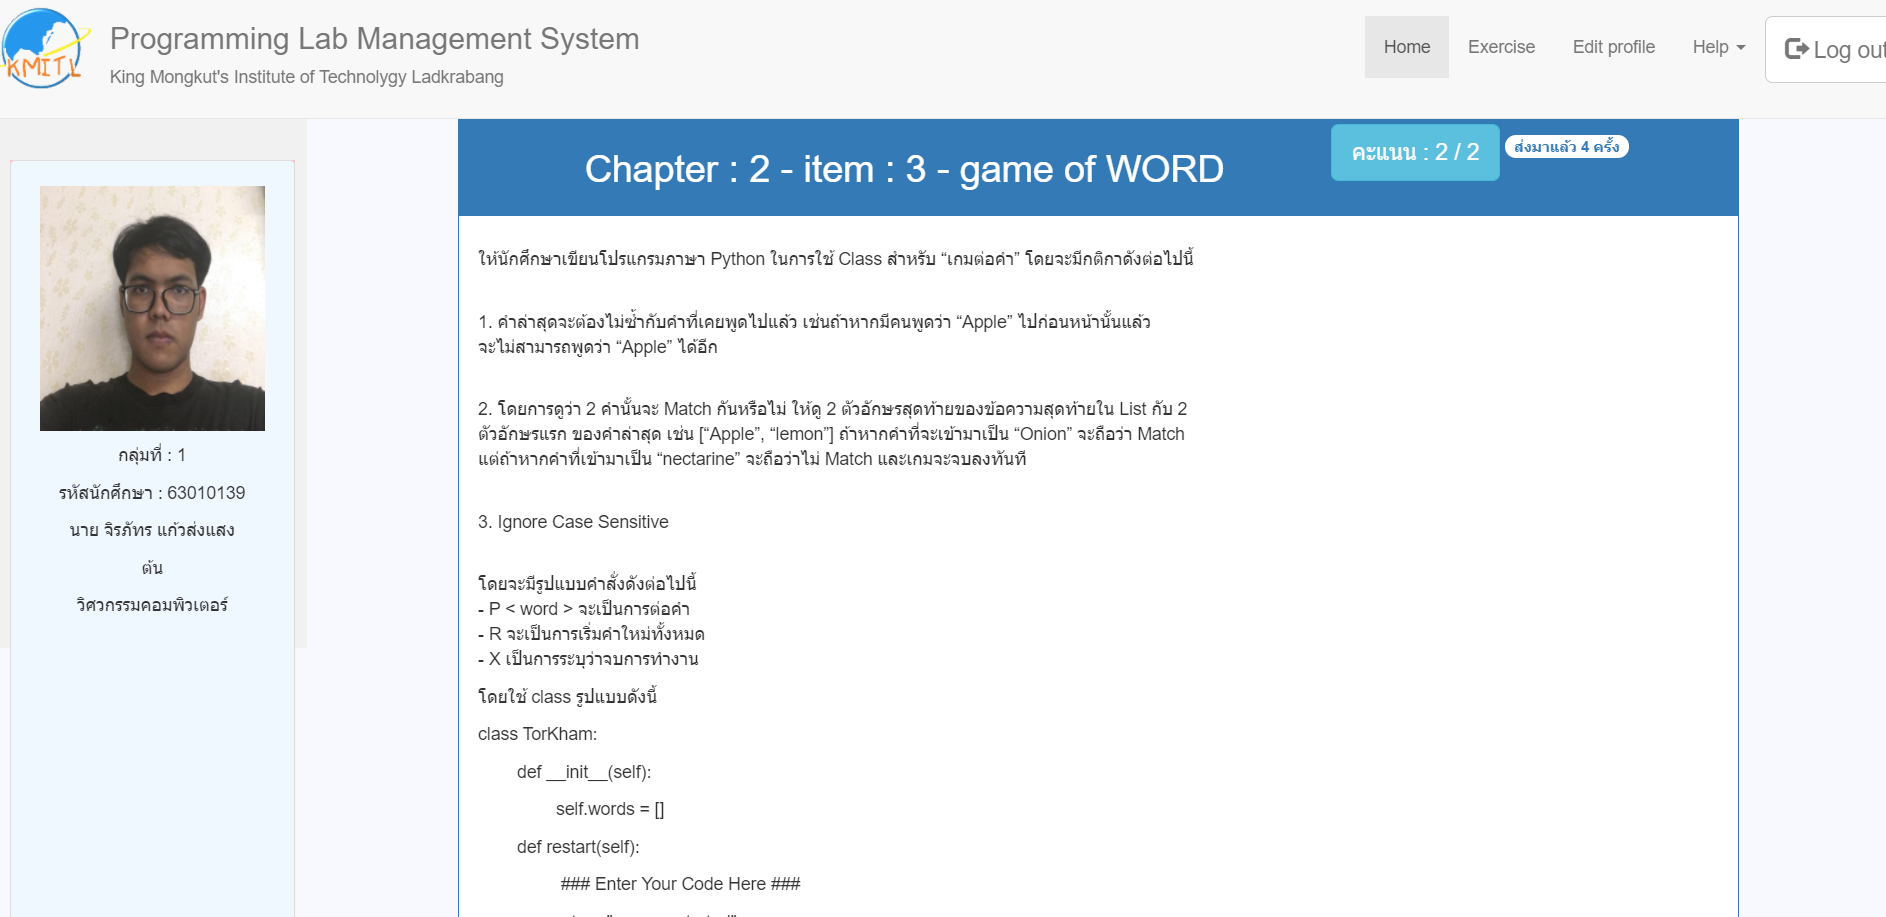 KMITL
Programming Lab Management System
King Mongkut's Institute of Technolygy Ladkrabang
Home
Exercise
Edit profile
Help
Log out
Chapter : 2 - item : 3 - game of WORD
คะแนน : 2 / 2
ส่งมาแล้ว 4 ครั้ง
กลุ่มที่ : 1
รหัสนักศึกษา : 63010139
นาย จิรภัทร แก้วส่งแสง
ต้น
วิศวกรรมคอมพิวเตอร์
ให้นักศึกษาเขียนโปรแกรมภาษา Python ในการใช้ Class สำหรับ “เกมต่อคำ” โดยจะมีกติกาดังต่อไปนี้
1. คำล่าสุดจะต้องไม่ซ้ำกับคำที่เคยพูดไปแล้ว เช่นถ้าหากมีคนพูดว่า “Apple” ไปก่อนหน้านั้นแล้ว
จะไม่สามารถพูดว่า “Apple” ได้อีก
2. โดยการดูว่า 2 คำนั้นจะ Match กันหรือไม่ ให้ดู 2 ตัวอักษรสุดท้ายของข้อความสุดท้ายใน List กับ 2
ตัวอักษรแรก ของคำล่าสุด เช่น [“Apple”, “lemon”] ถ้าหากคำที่จะเข้ามาเป็น “Onion” จะถือว่า Match
แต่ถ้าหากคำที่เข้ามาเป็น “nectarine” จะถือว่าไม่ Match และเกมจะจบลงทันที
3. Ignore Case Sensitive
โดยจะมีรูปแบบคำสั่งดังต่อไปนี้
- P < word > จะเป็นการต่อคำ
- R จะเป็นการเริ่มคำใหม่ทั้งหมด
- X เป็นการระบุว่าจบการทำงาน
โดยใช้ class รูปแบบดังนี้
class TorKham:
def __init__(self):
self.words = []
def restart(self):
### Enter Your Code Here ###